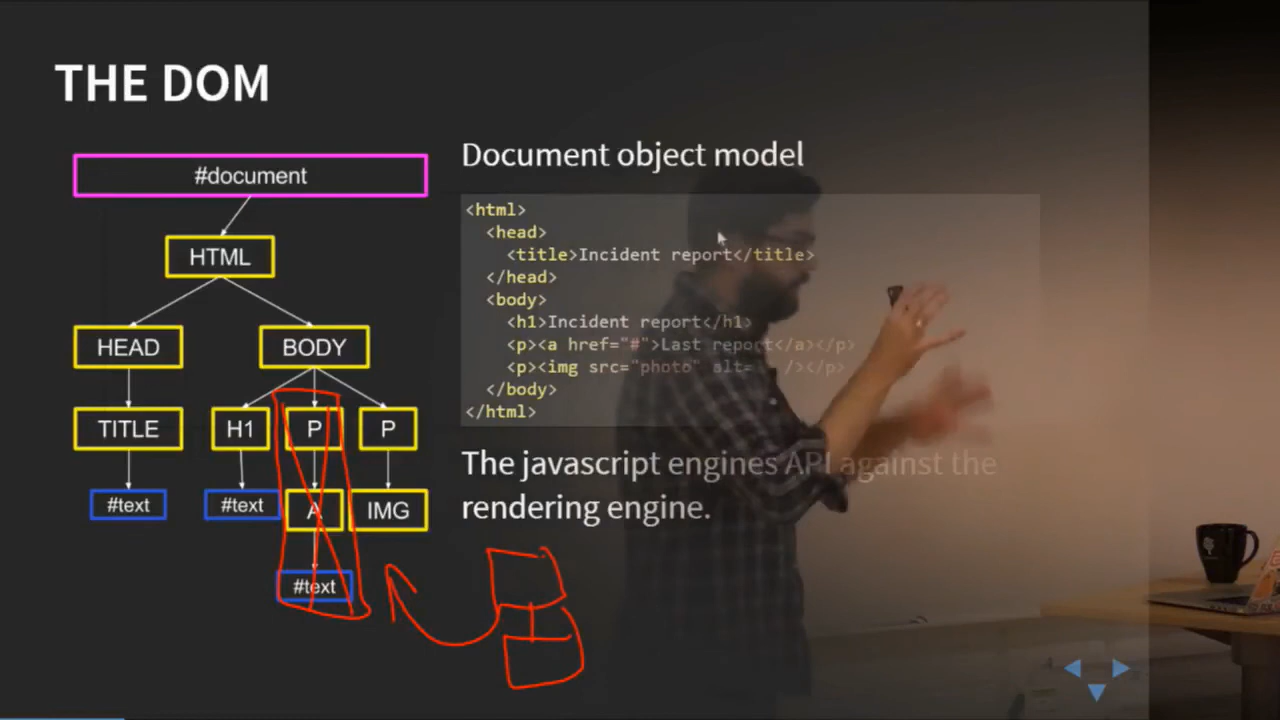 THE DOM
#document
HTML
HEAD
BODY
TITLE
H1
P
P
#text
#text
A
IMG
#text
Document object model
<html>
<head>
<title>Incident report</title>
</head>
<body>
<h1>Incident report</h1>
<p><a href="#">Last report</a></p>
<p><img src="photo" alt= /></p>
</body>
</html>
The javascript engines API against the
rendering engine.